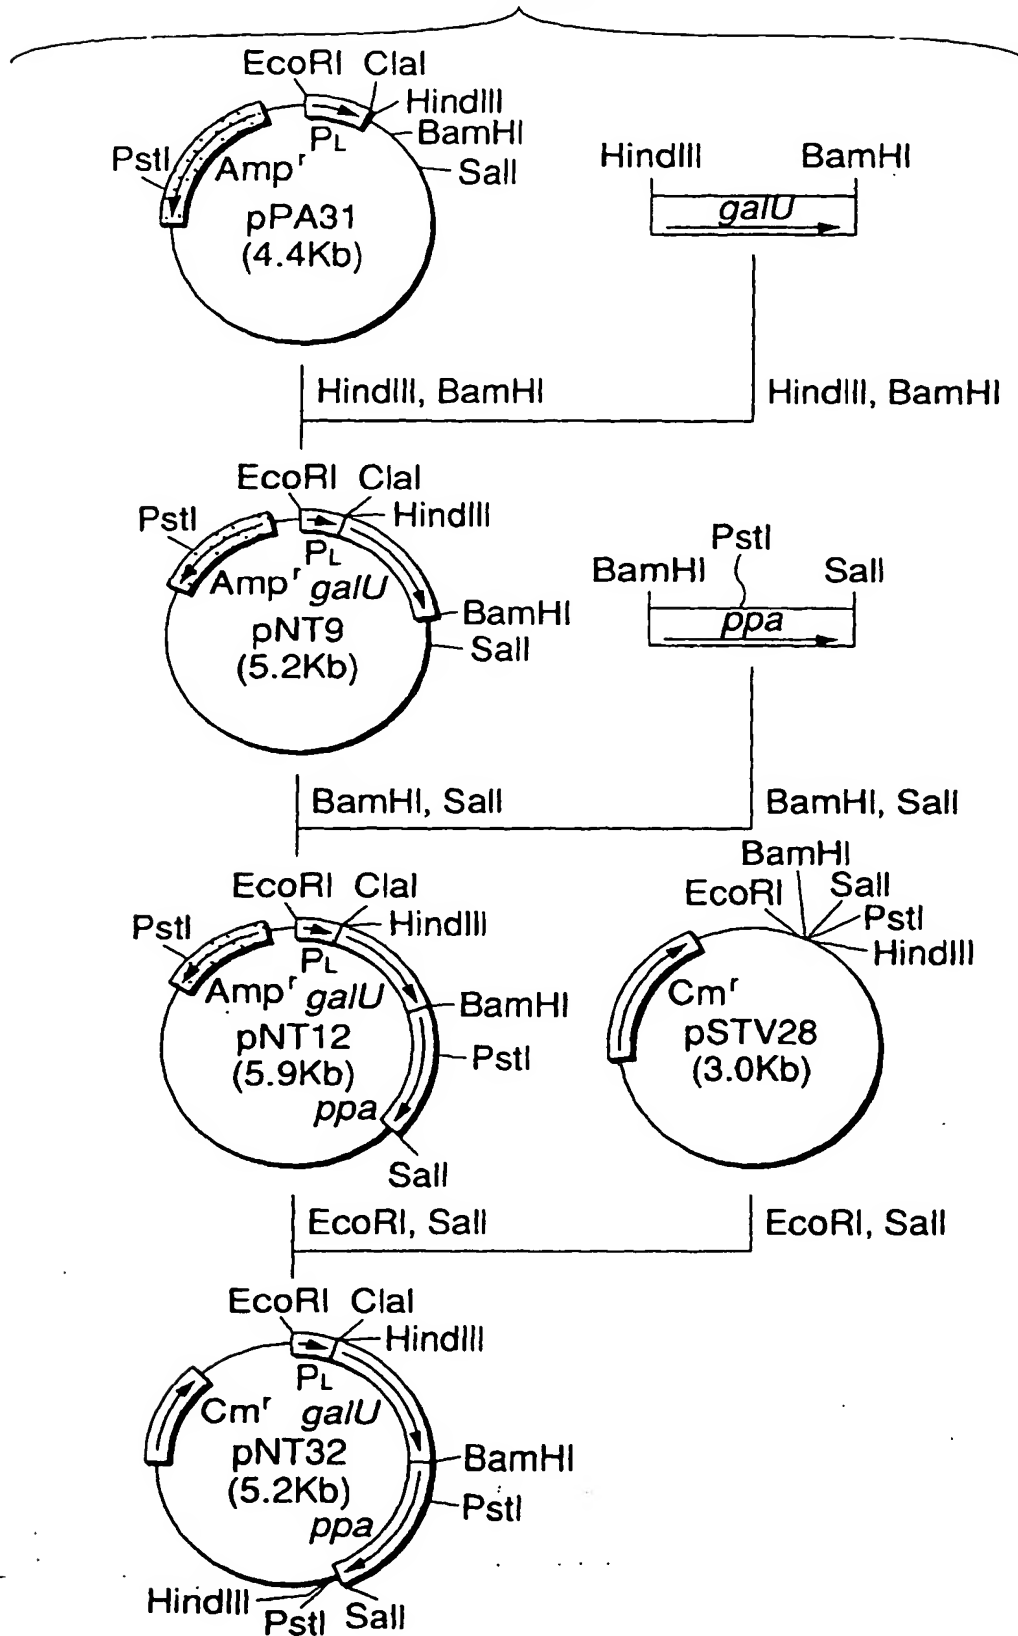 EcoRI ClaI
HindIII
BamHI
SalI
PstI
PL
Ampʳ
pPA31
(4.4Kb)
HindIII BamHI
galU
HindIII, BamHI
HindIII, BamHI
EcoRI ClaI
HindIII
PstI
PL
Ampʳ galU
BamHI
SalI
pNT9
(5.2Kb)
PstI
BamHI SalI
ppa
BamHI, SalI
BamHI, SalI
EcoRI ClaI
HindIII
PstI
PL
Ampʳ galU
BamHI
PstI
pNT12
(5.9Kb)
ppa
SalI
BamHI
EcoRI SalI
PstI
HindIII
Cmʳ
pSTV28
(3.0Kb)
EcoRI, SalI
EcoRI, SalI
EcoRI ClaI
HindIII
PL
Cmʳ galU
pNT32
(5.2Kb)
BamHI
PstI
ppa
HindIII
PstI SalI